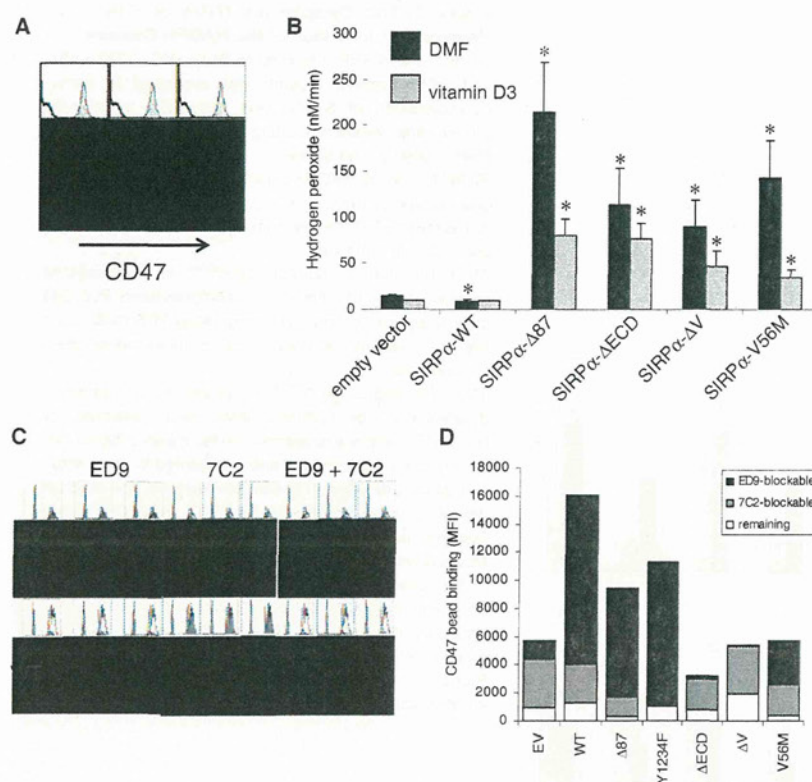 A
CD47
B
Hydrogen peroxide (nM/min)
300
250
200
150
100
50
0
DMF
vitamin D3
*
*
*
*
*
*
*
*
*
empty vector
SIRPα-WT
SIRPα-Δ87
SIRPα-ΔECD
SIRPα-ΔV
SIRPα-V56M
C
ED9
7C2
ED9 + 7C2
D
CD47 bead binding (MFI)
18000
16000
14000
12000
10000
8000
6000
4000
2000
0
ED9-blockable
7C2-blockable
remaining
EV
WT
Δ87
Y1234F
ΔECD
ΔV
V56M